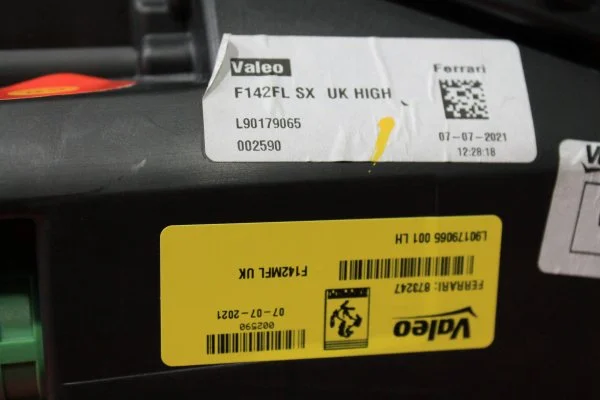 Valeo
Ferrari
F142FL SX UK HIGH
L90179065
002590
07-07-2021
12:28:18
Valeo
FERRARI: 873247
L90179065 001 LH
002590
07-07-2021
F142MFL UK